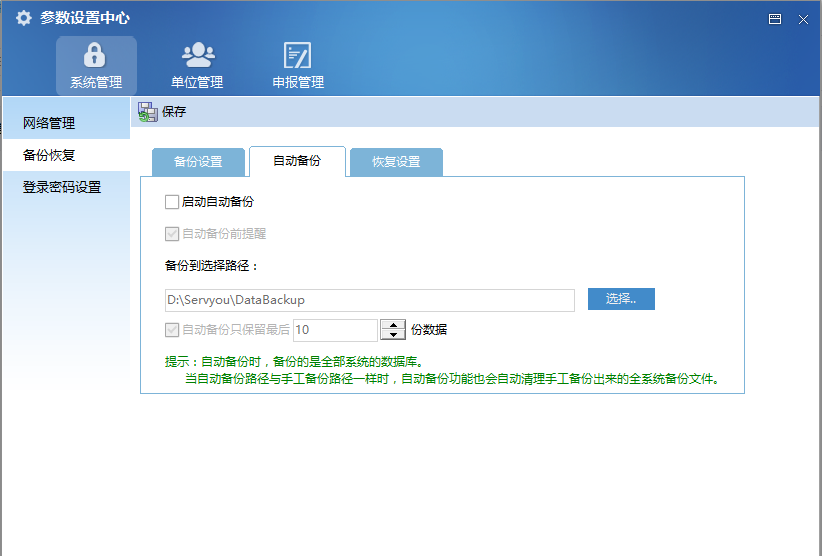 参数设置中心
系统管理
单位管理
申报管理
网络管理
备份恢复
登录密码设置
保存
备份设置
自动备份
恢复设置
启动自动备份
自动备份前提醒
备份到选择路径：
D:\Servyou\DataBackup
选择..
自动备份只保留最后 10 份数据
提示：自动备份时，备份的是全部系统的数据库。
当自动备份路径与手工备份路径一样时，自动备份功能也会自动清理手工备份出来的全系统备份文件。